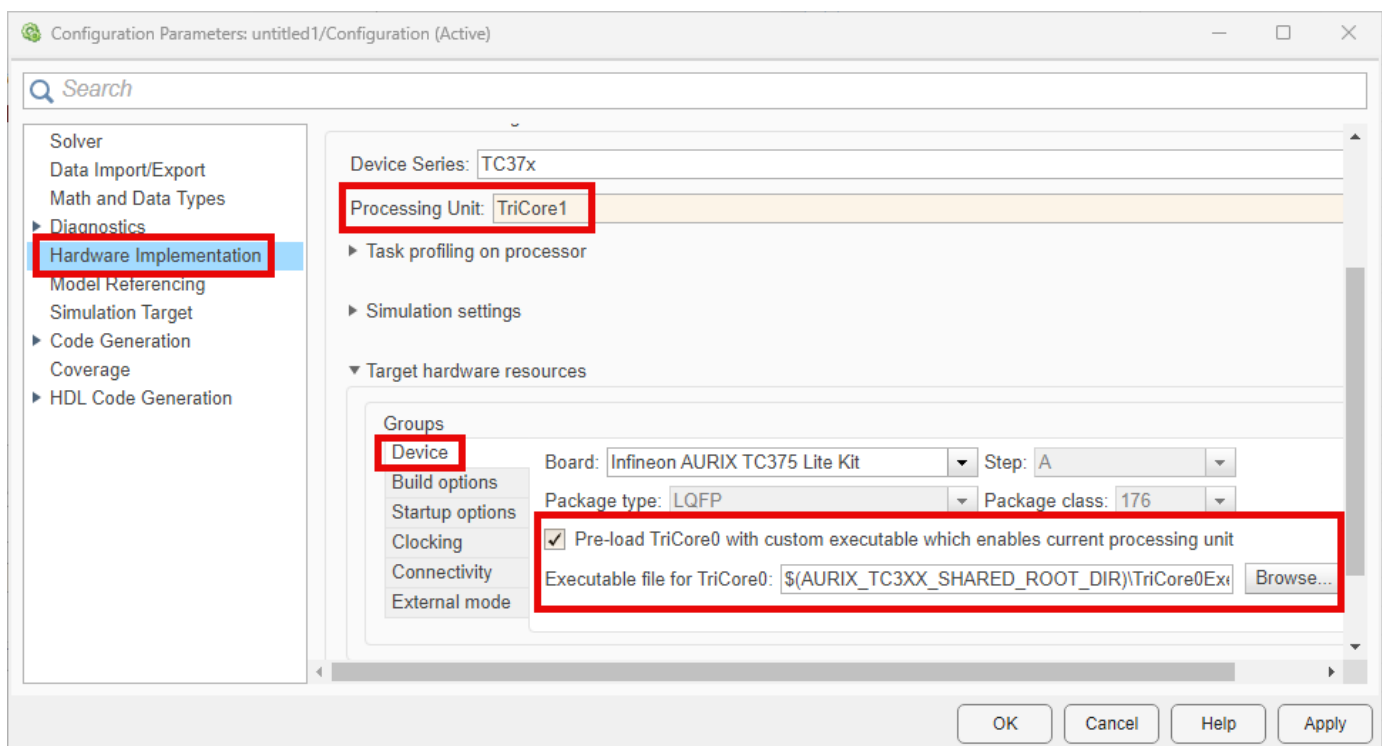 Configuration Parameters: untitled1/Configuration (Active)
Search
Solver
Data Import/Export
Math and Data Types
Diagnostics
Hardware Implementation
Model Referencing
Simulation Target
Code Generation
Coverage
HDL Code Generation
Device Series: TC37x
Processing Unit: TriCore1
Task profiling on processor
Simulation settings
Target hardware resources
Groups
Device
Build options
Startup options
Clocking
Connectivity
External mode
Board: Infineon AURIX TC375 Lite Kit Step: A
Package type: LQFP Package class: 176
Pre-load TriCore0 with custom executable which enables current processing unit
Executable file for TriCore0: $(AURIX_TC3XX_SHARED_ROOT_DIR)\TriCore0Exe Browse...
OK Cancel Help Apply